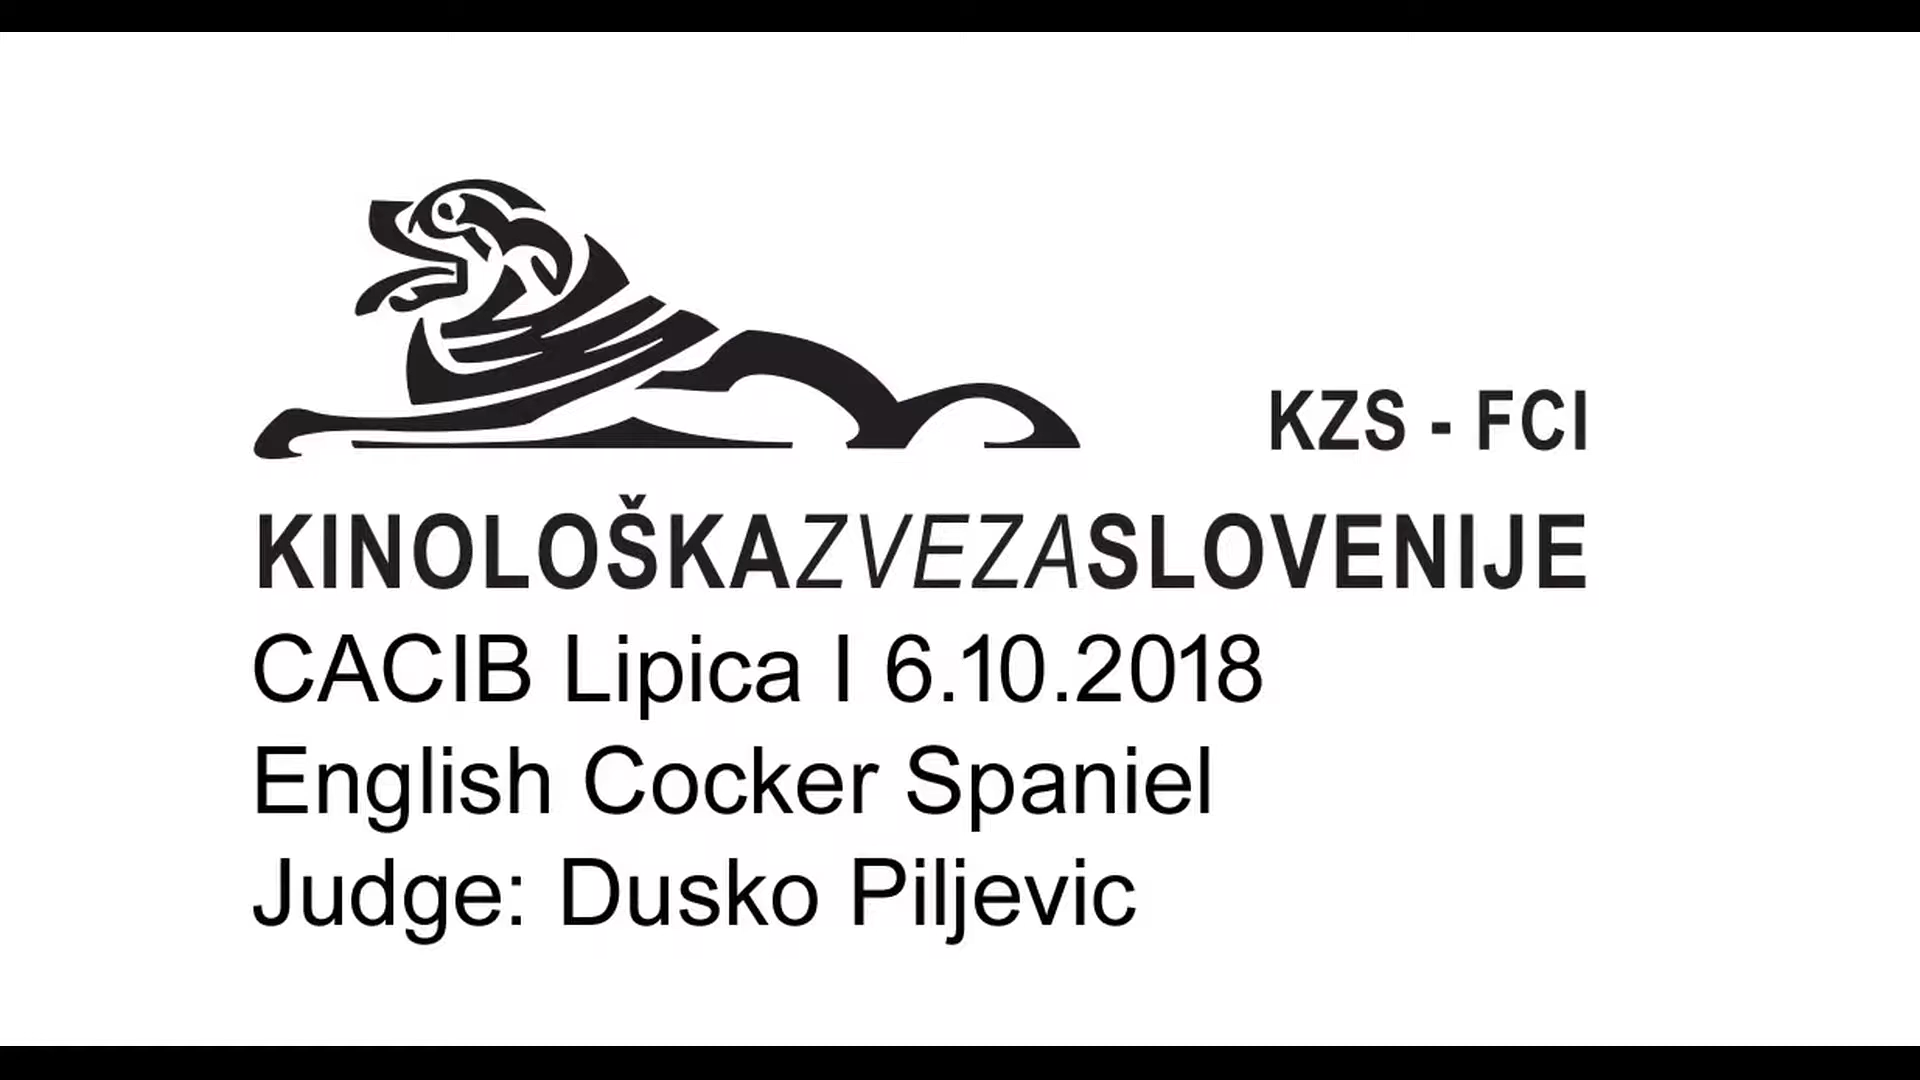 KZS - FCI
KINOLOŠKAZVEZASLOVENIJE
CACIB Lipica I 6.10.2018
English Cocker Spaniel
Judge: Dusko Piljevic